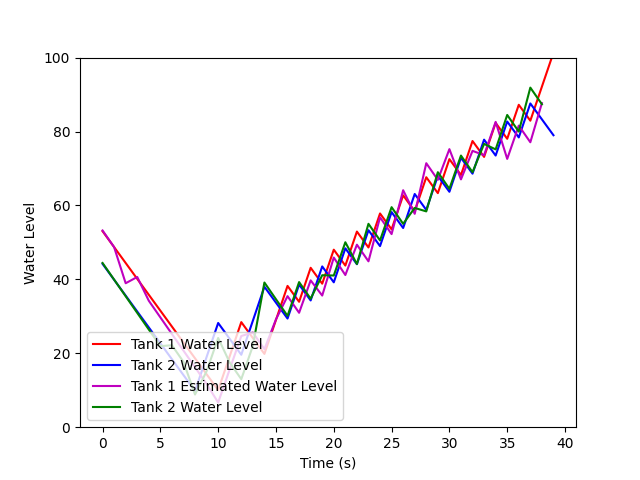 100
80
60
40
20
0
Water Level
Tank 1 Water Level
Tank 2 Water Level
Tank 1 Estimated Water Level
Tank 2 Water Level
0 5 10 15 20 25 30 35 40
Time (s)